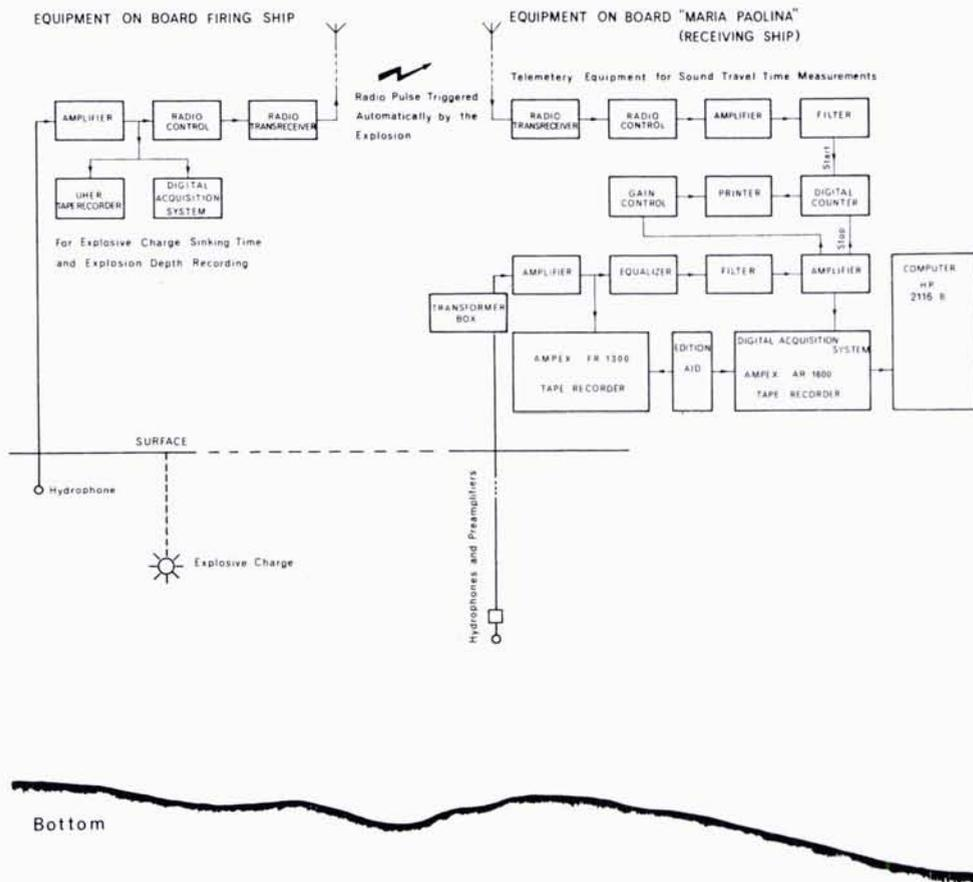 EQUIPMENT ON BOARD FIRING SHIP
AMPLIFIER
RADIO
CONTROL
RADIO
TRANSRECEIVER
UHER
TAPE RECORDER
DIGITAL
ACQUISITION
SYSTEM
For Explosive Charge Sinking Time
and Explosion Depth Recording
Radio Pulse Triggered
Automatically by the
Explosion
EQUIPMENT ON BOARD "MARIA PAOLINA"
(RECEIVING SHIP)
Telemetery Equipment for Sound Travel Time Measurements
RADIO
TRANSRECEIVER
RADIO
CONTROL
AMPLIFIER
FILTER
Start
GAIN
CONTROL
PRINTER
DIGITAL
COUNTER
Stop
TRANSFORMER
BOX
AMPLIFIER
EQUALIZER
FILTER
AMPLIFIER
COMPUTER
H.P.
2116 B
AMPEX FR 1300
TAPE RECORDER
EDITION
AID
DIGITAL ACQUISITION
SYSTEM
AMPEX AR 1600
TAPE RECORDER
SURFACE
Hydrophone
Explosive Charge
Hydrophones and Preamplifiers
Bottom